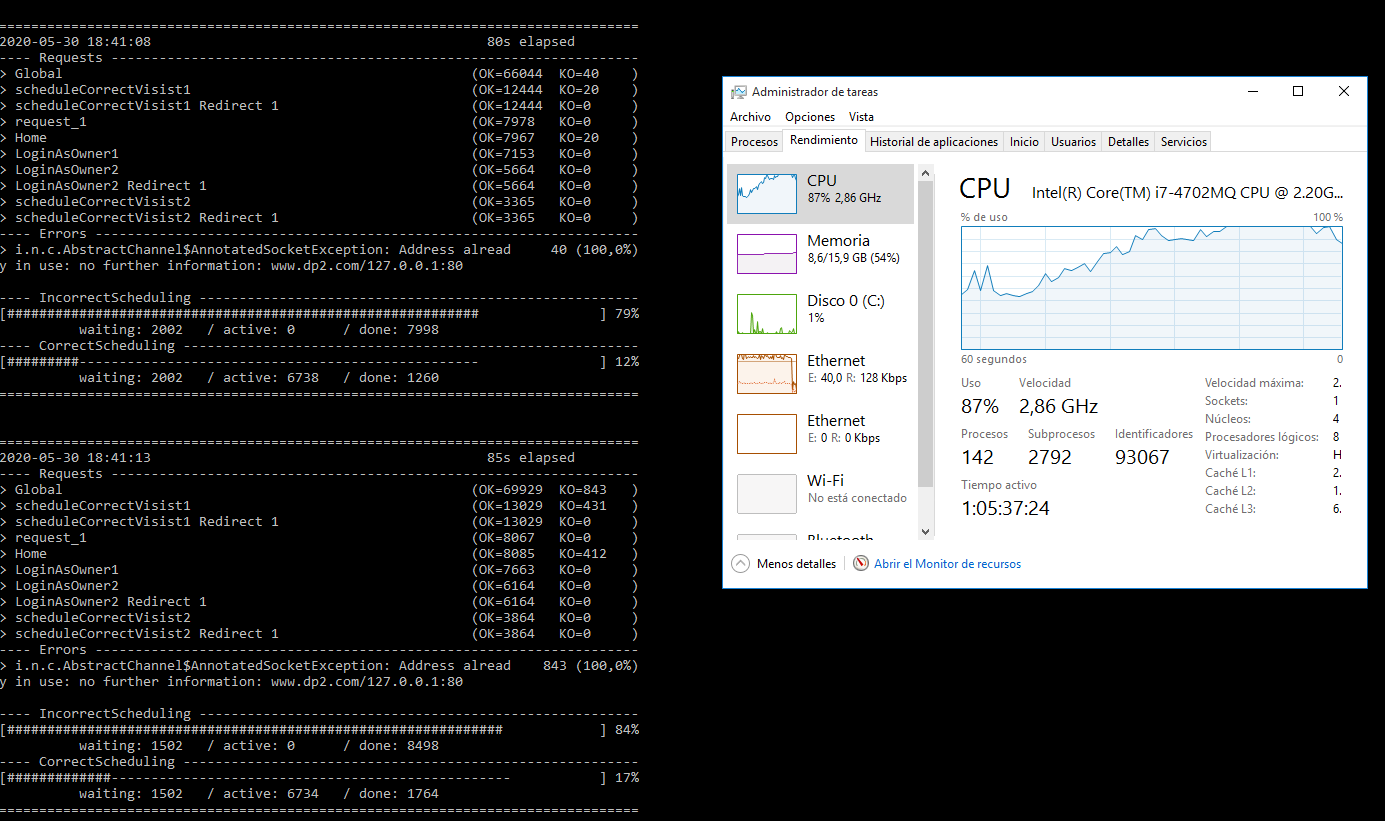 ================================================================================
2020-05-30 18:41:08                                          80s elapsed
---- Requests ------------------------------------------------------------------
> Global                                                   (OK=66044  KO=40    )
> scheduleCorrectVisist1                                   (OK=12444  KO=20    )
> scheduleCorrectVisist1 Redirect 1                        (OK=12444  KO=0     )
> request_1                                                (OK=7978   KO=0     )
> Home                                                     (OK=7967   KO=20    )
> LoginAsOwner1                                            (OK=7153   KO=0     )
> LoginAsOwner2                                            (OK=5664   KO=0     )
> LoginAsOwner2 Redirect 1                                 (OK=5664   KO=0     )
> scheduleCorrectVisist2                                   (OK=3365   KO=0     )
> scheduleCorrectVisist2 Redirect 1                        (OK=3365   KO=0     )
---- Errors --------------------------------------------------------------------
> i.n.c.AbstractChannel$AnnotatedSocketException: Address alread     40 (100,0%)
y in use: no further information: www.dp2.com/127.0.0.1:80
---- IncorrectScheduling -------------------------------------------------------
[###########################################################               ] 79%
          waiting: 2002   / active: 0      / done: 7998
---- CorrectScheduling ---------------------------------------------------------
[#########--------------------------------------------------               ] 12%
          waiting: 2002   / active: 6738   / done: 1260
================================================================================
================================================================================
2020-05-30 18:41:13                                          85s elapsed
---- Requests ------------------------------------------------------------------
> Global                                                   (OK=69929  KO=843   )
> scheduleCorrectVisist1                                   (OK=13029  KO=431   )
> scheduleCorrectVisist1 Redirect 1                        (OK=13029  KO=0     )
> request_1                                                (OK=8067   KO=0     )
> Home                                                     (OK=8085   KO=412   )
> LoginAsOwner1                                            (OK=7663   KO=0     )
> LoginAsOwner2                                            (OK=6164   KO=0     )
> LoginAsOwner2 Redirect 1                                 (OK=6164   KO=0     )
> scheduleCorrectVisist2                                   (OK=3864   KO=0     )
> scheduleCorrectVisist2 Redirect 1                        (OK=3864   KO=0     )
---- Errors --------------------------------------------------------------------
> i.n.c.AbstractChannel$AnnotatedSocketException: Address alread    843 (100,0%)
y in use: no further information: www.dp2.com/127.0.0.1:80
---- IncorrectScheduling -------------------------------------------------------
[##############################################################            ] 84%
          waiting: 1502   / active: 0      / done: 8498
---- CorrectScheduling ---------------------------------------------------------
[#############--------------------------------------------------           ] 17%
          waiting: 1502   / active: 6734   / done: 1764
================================================================================
Administrador de tareas
Archivo Opciones Vista
Procesos Rendimiento Historial de aplicaciones Inicio Usuarios Detalles Servicios
CPU
87% 2,86 GHz
Memoria
8,6/15,9 GB (54%)
Disco 0 (C:)
1%
Ethernet
E: 40,0 R: 128 Kbps
Ethernet
E: 0 R: 0 Kbps
Wi-Fi
No está conectado
Bluetooth
CPU Intel(R) Core(TM) i7-4702MQ CPU @ 2.20G...
% de uso 100 %
60 segundos 0
Uso Velocidad
87% 2,86 GHz
Procesos Subprocesos Identificadores
142 2792 93067
Tiempo activo
1:05:37:24
Velocidad máxima: 2.
Sockets: 1
Núcleos: 4
Procesadores lógicos: 8
Virtualización: H
Caché L1: 2.
Caché L2: 1.
Caché L3: 6.
Menos detalles Abrir el Monitor de recursos